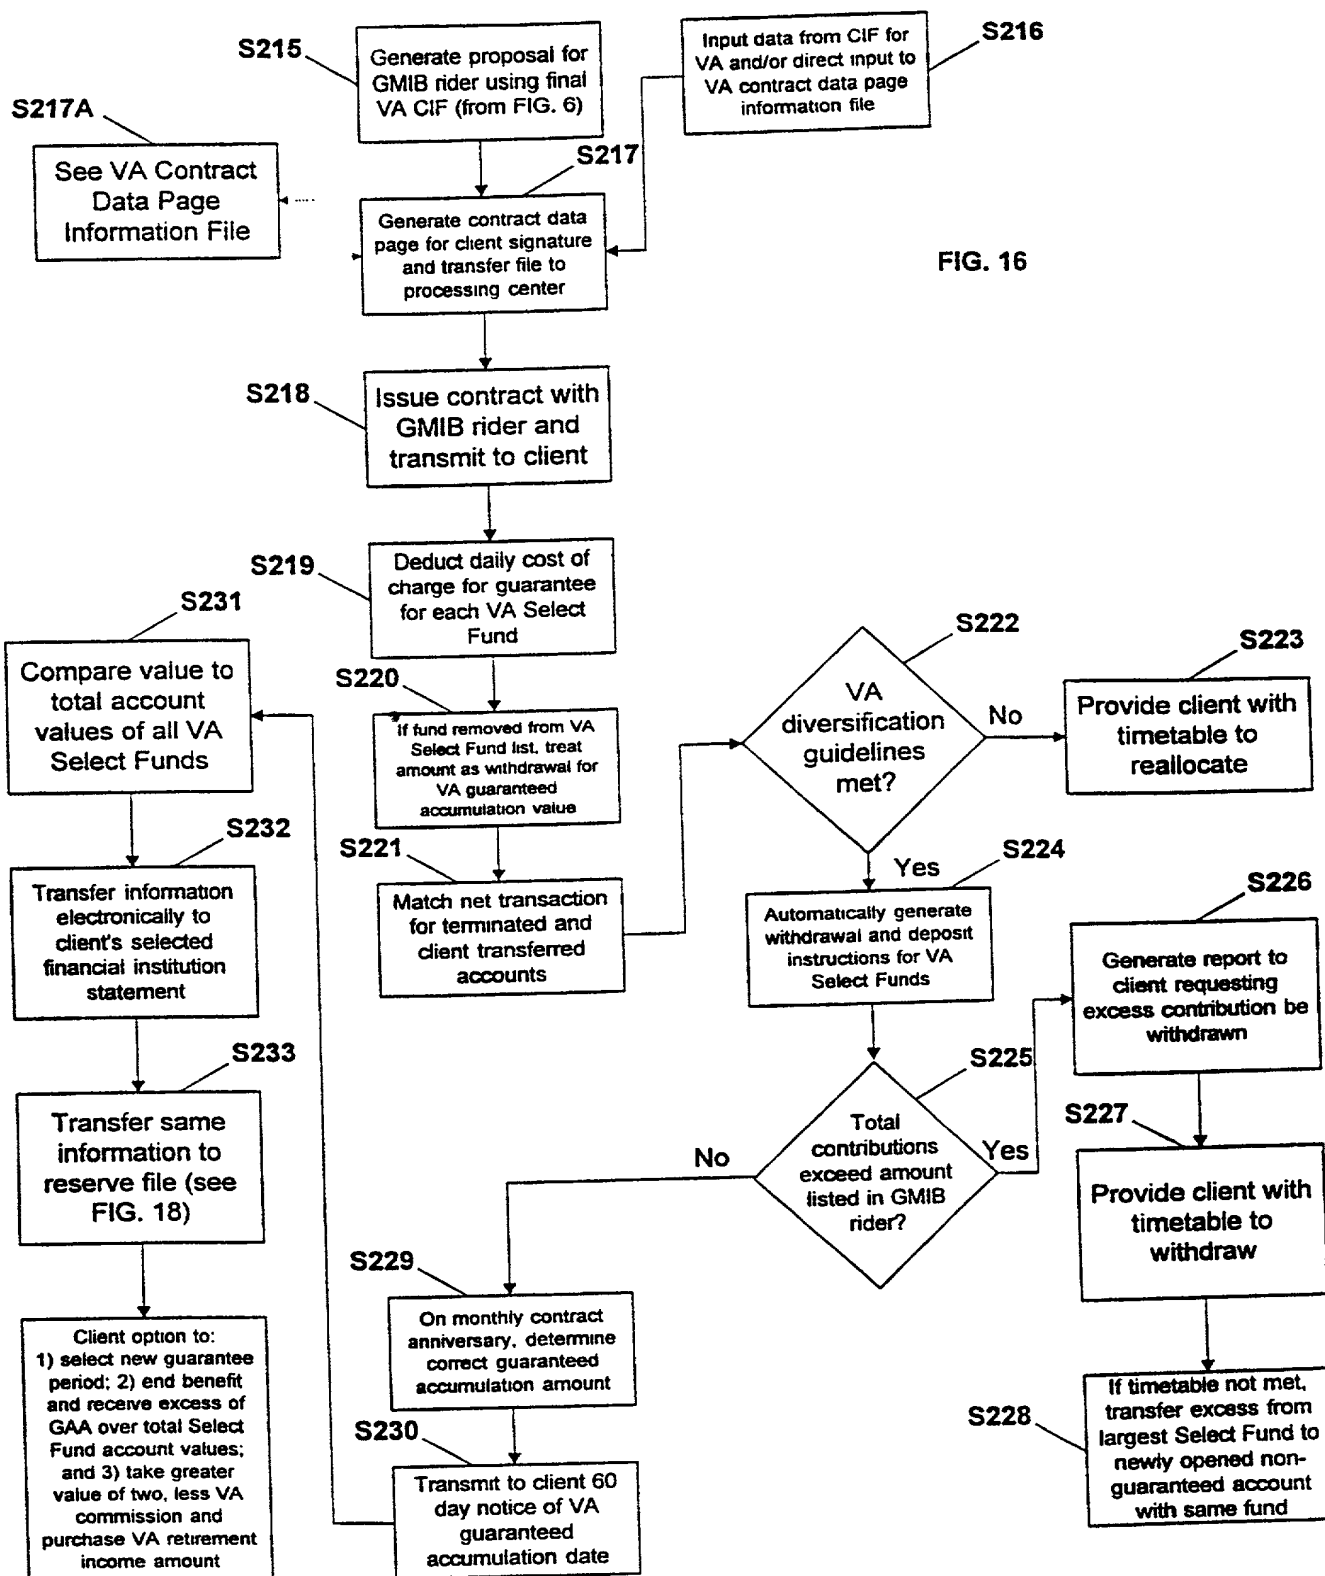 S215
Generate proposal for
GMIB rider using final
VA CIF (from FIG. 6)
Input data from CIF for
VA and/or direct input to
VA contract data page
information file
S216
S217A
See VA Contract
Data Page
Information File
S217
Generate contract data
page for client signature
and transfer file to
processing center
FIG. 16
S218
Issue contract with
GMIB rider and
transmit to client
S219
Deduct daily cost of
charge for guarantee
for each VA Select
Fund
S220
If fund removed from VA
Select Fund list, treat
amount as withdrawal for
VA guaranteed
accumulation value
S221
Match net transaction
for terminated and
client transferred
accounts
S222
VA
diversification
guidelines
met?
No
Yes
S223
Provide client with
timetable to
reallocate
S224
Automatically generate
withdrawal and deposit
instructions for VA
Select Funds
S225
Total
contributions
exceed amount
listed in GMIB
rider?
No
Yes
S226
Generate report to
client requesting
excess contribution be
withdrawn
S227
Provide client with
timetable to
withdraw
S228
If timetable not met,
transfer excess from
largest Select Fund to
newly opened non-
guaranteed account
with same fund
S229
On monthly contract
anniversary, determine
correct guaranteed
accumulation amount
S230
Transmit to client 60
day notice of VA
guaranteed
accumulation date
S231
Compare value to
total account
values of all VA
Select Funds
S232
Transfer information
electronically to
client's selected
financial institution
statement
S233
Transfer same
information to
reserve file (see
FIG. 18)
Client option to:
1) select new guarantee
period; 2) end benefit
and receive excess of
GAA over total Select
Fund account values;
and 3) take greater
value of two, less VA
commission and
purchase VA retirement
income amount